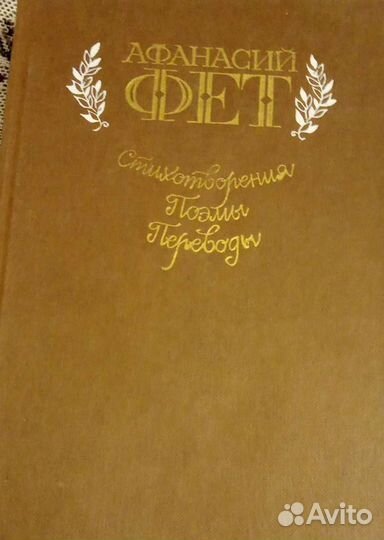 АФАНАСИЙ
ФЕТ
Стихотворения
Поэмы
Переводы
Avito